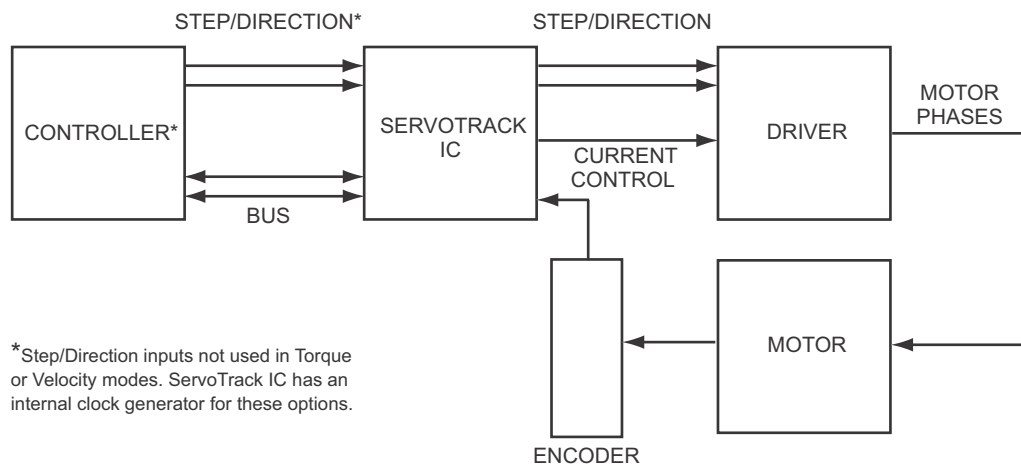 STEP/DIRECTION*
STEP/DIRECTION
CONTROLLER*
SERVOTRACK
IC
DRIVER
MOTOR
PHASES
CURRENT
CONTROL
BUS
MOTOR
ENCODER
*Step/Direction inputs not used in Torque
or Velocity modes. ServoTrack IC has an
internal clock generator for these options.